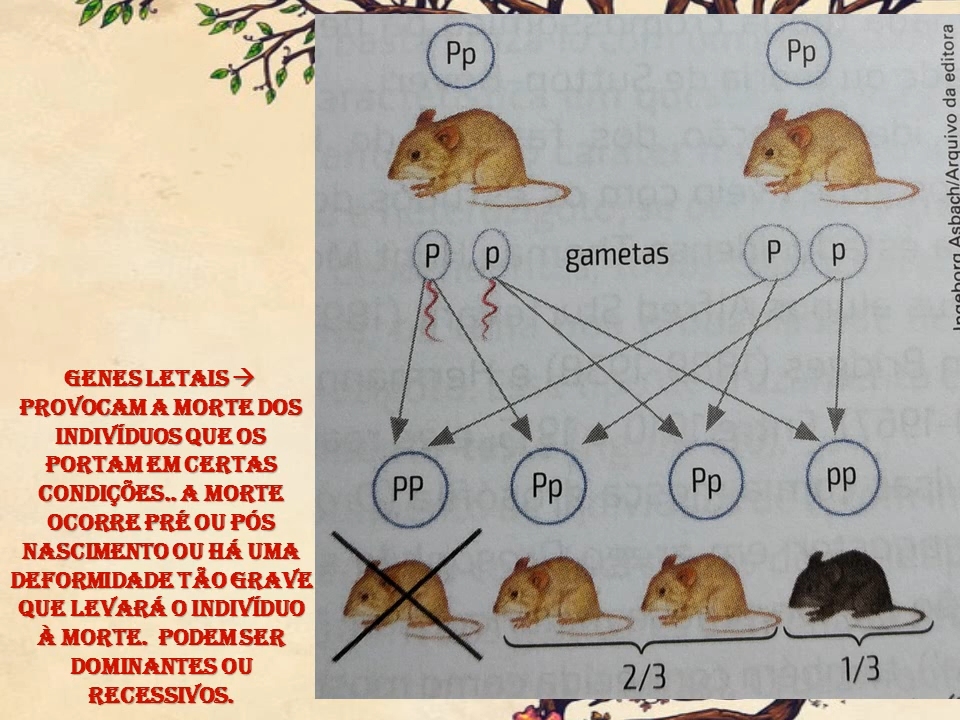 Pp
Pp
P p gametas P p
PP Pp Pp pp
2/3 1/3
GENES LETAIS →
PROVOCAM A MORTE DOS
INDIVÍDUOS QUE OS
PORTAM EM CERTAS
CONDIÇÕES.. A MORTE
OCORRE PRÉ OU PÓS
NASCIMENTO OU HÁ UMA
DEFORMIDADE TÃO GRAVE
QUE LEVARÁ O INDIVÍDUO
À MORTE. PODEM SER
DOMINANTES OU
RECESSIVOS.
Ingeborg Asbach/Arquivo da editora